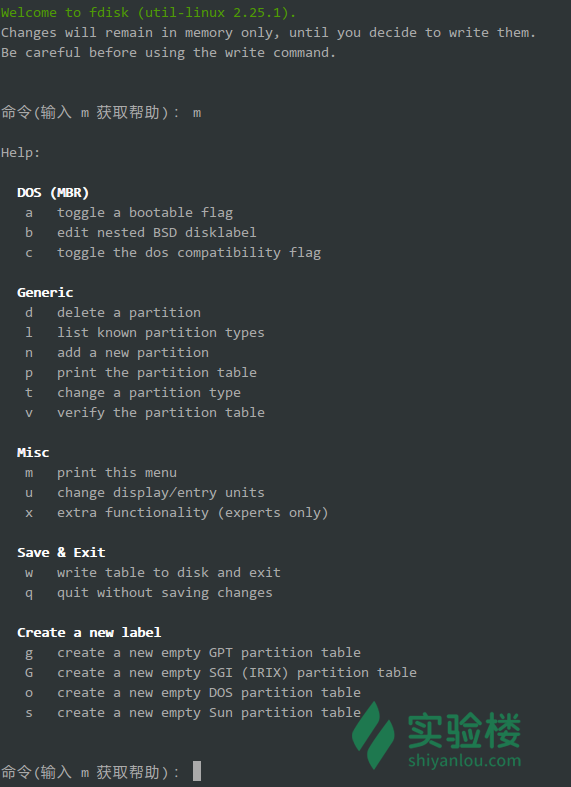 Welcome to fdisk (util-linux 2.25.1).
Changes will remain in memory only, until you decide to write them.
Be careful before using the write command.
命令(输入 m 获取帮助)： m
Help:
DOS (MBR)
a   toggle a bootable flag
b   edit nested BSD disklabel
c   toggle the dos compatibility flag
Generic
d   delete a partition
l   list known partition types
n   add a new partition
p   print the partition table
t   change a partition type
v   verify the partition table
Misc
m   print this menu
u   change display/entry units
x   extra functionality (experts only)
Save & Exit
w   write table to disk and exit
q   quit without saving changes
Create a new label
g   create a new empty GPT partition table
G   create a new empty SGI (IRIX) partition table
o   create a new empty DOS partition table
s   create a new empty Sun partition table
实验楼
shiyanlou.com
命令(输入 m 获取帮助)：